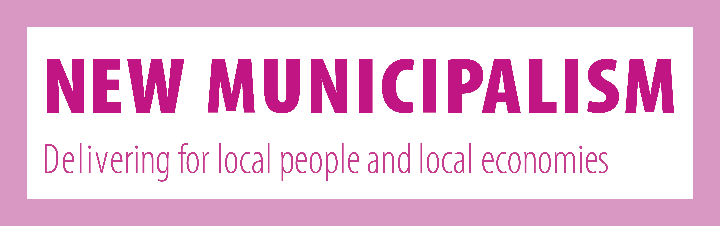 NEW MUNICIPALISM
Delivering for local people and local economies